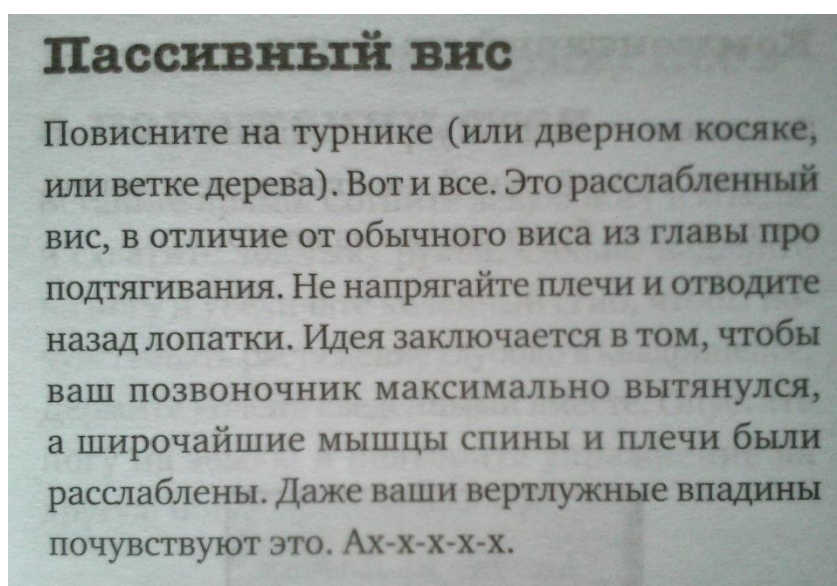 Пассивный вис
Повисните на турнике (или дверном косяке,
или ветке дерева). Вот и все. Это расслабленный
вис, в отличие от обычного виса из главы про
подтягивания. Не напрягайте плечи и отводите
назад лопатки. Идея заключается в том, чтобы
ваш позвоночник максимально вытянулся,
а широчайшие мышцы спины и плечи были
расслаблены. Даже ваши вертлужные впадины
почувствуют это. Ах-х-х-х-х.